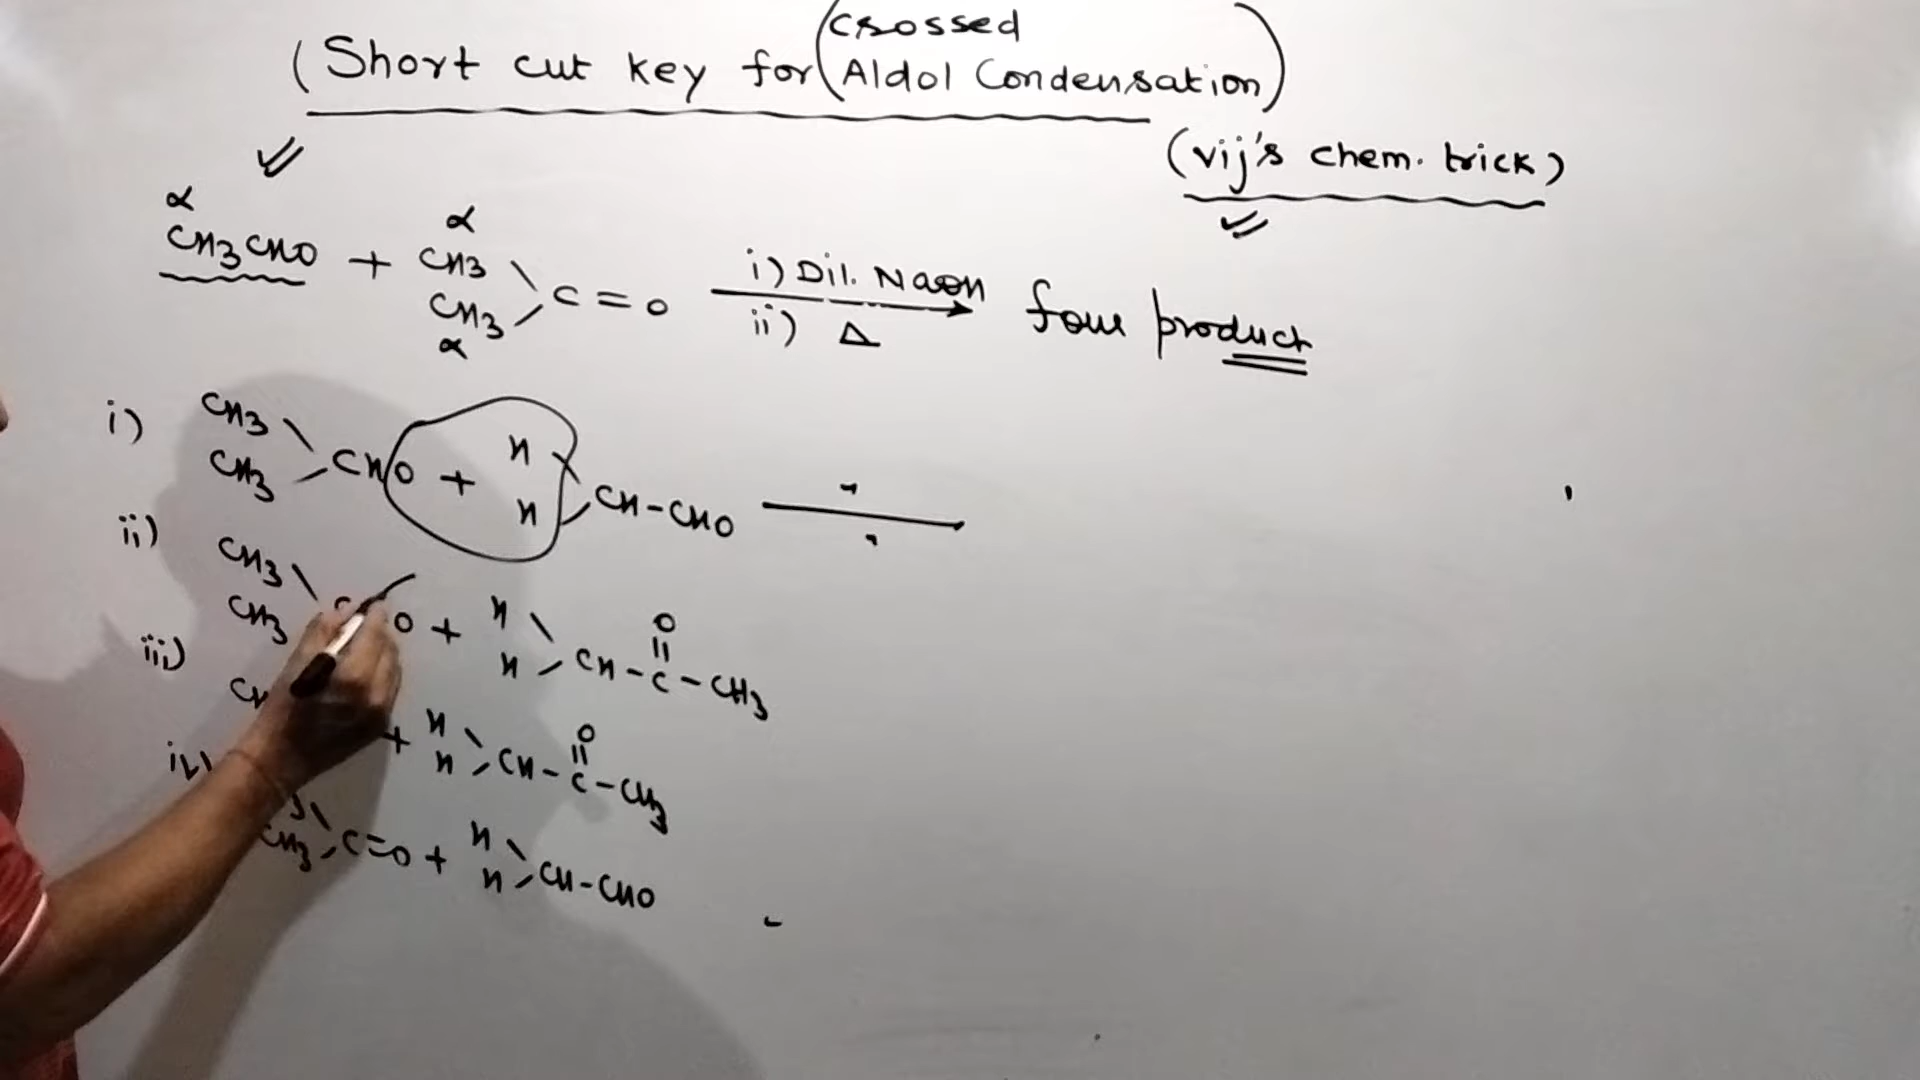 (Short cut key for (crossed
Aldol Condensation)
(vij's chem. trick)
α
CH3CHO + CH3
α
CH3
C=O
α
i) Dil. NaOH
ii) Δ
four product
i) CH3
CH3
CHO + H
H
CH-CHO
ii) CH3
CH3
O + H
H
CH-C-CH3
O
iii)
+ H
H
CH-C-CH3
O
iv)
CH3
C=O + H
H
CH-CHO